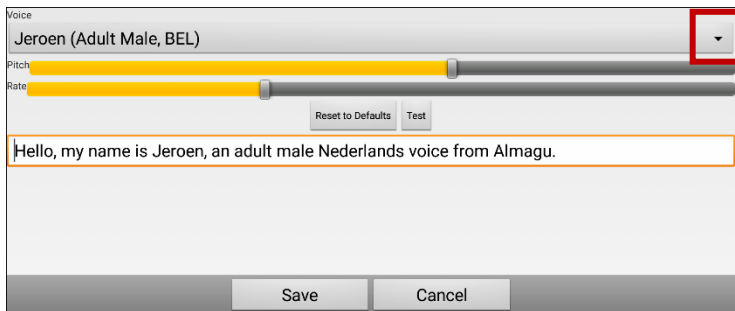 Voice
Jeroen (Adult Male, BEL)
Pitch
Rate
Reset to Defaults Test
Hello, my name is Jeroen, an adult male Nederlands voice from Almagu.
Save Cancel